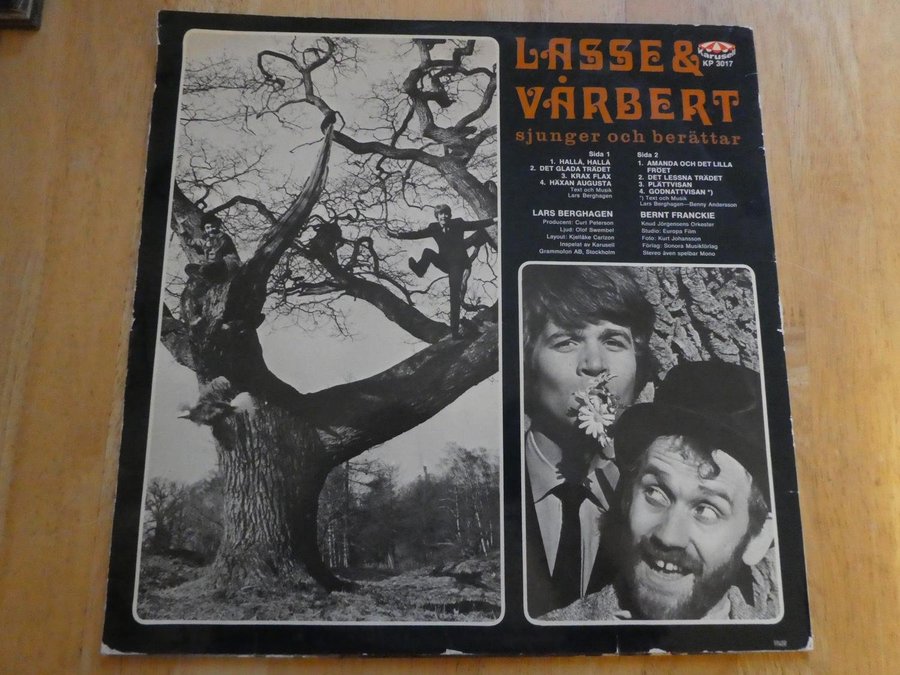 LASSE &
VÅRBERT
sjunger och berättar
Karusell
KP 3017
Sida 1
1. HALLÅ, HALLÅ
2. DET GLADA TRÄDET
3. KRAX FLAX
4. HÄXAN AUGUSTA
Text och Musik
Lars Berghagen
Sida 2
1. AMANDA OCH DET LILLA
FRÖET
2. DET LESSNA TRÄDET
3. PLÄTTVISAN
4. GODNATTVISAN *)
*) Text och Musik
Lars Berghagen—Benny Andersson
LARS BERGHAGEN
Producent: Curt Peterson
Ljud: Olof Swembel
Layout: Kjellåke Carlzon
Inspelat av Karusell
Grammofon AB, Stockholm
BERNT FRANCKIE
Knud Jörgensens Orkester
Studio: Europa Film
Foto: Kurt Johansson
Förlag: Sonora Musikförlag
Stereo även spelbar Mono